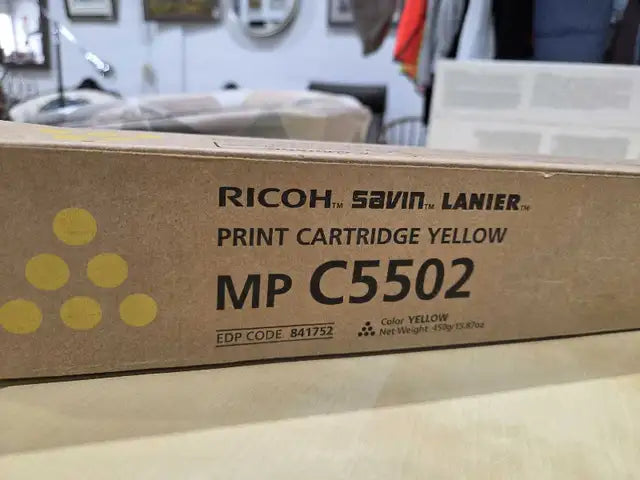 RICOH™ savin™ LANIER™
PRINT CARTRIDGE YELLOW
MP C5502
EDP CODE 841752
Color YELLOW
Net Weight 450g/15.87oz